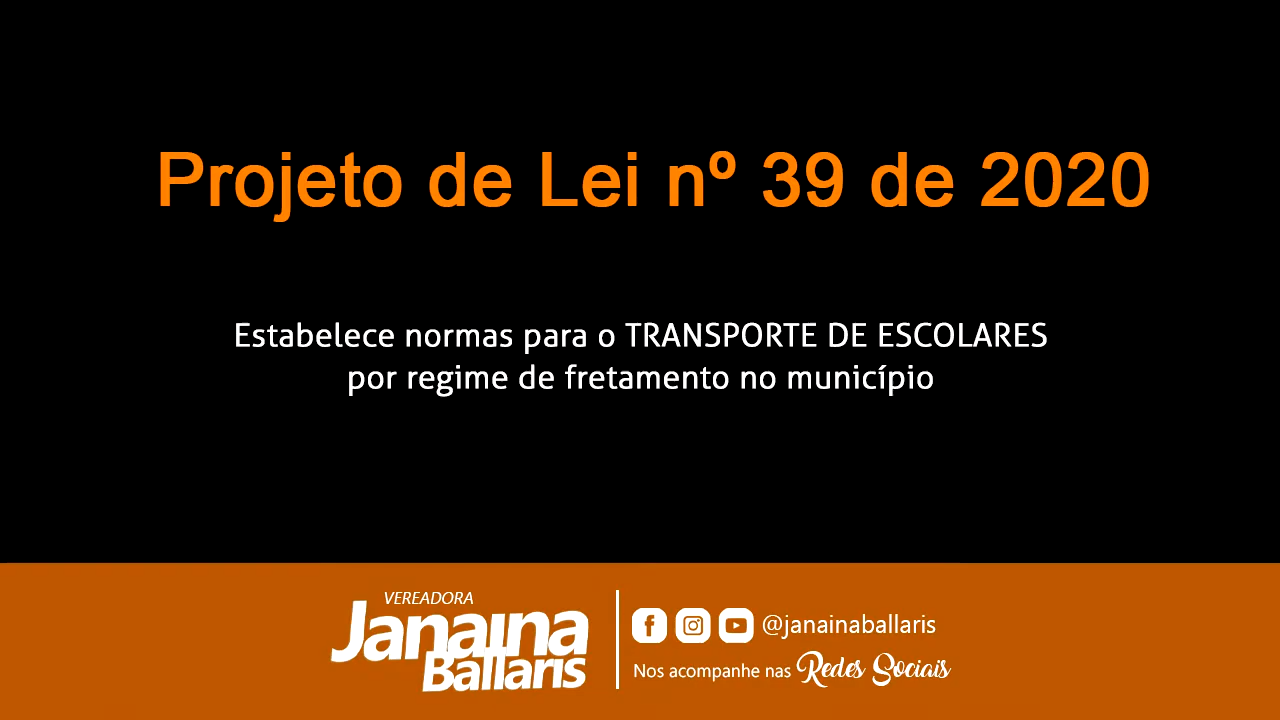 Projeto de Lei nº 39 de 2020
Estabelece normas para o TRANSPORTE DE ESCOLARES
por regime de fretamento no município
VEREADORA
Janaina
Ballaris
@janainaballaris
Nos acompanhe nas Redes Sociais